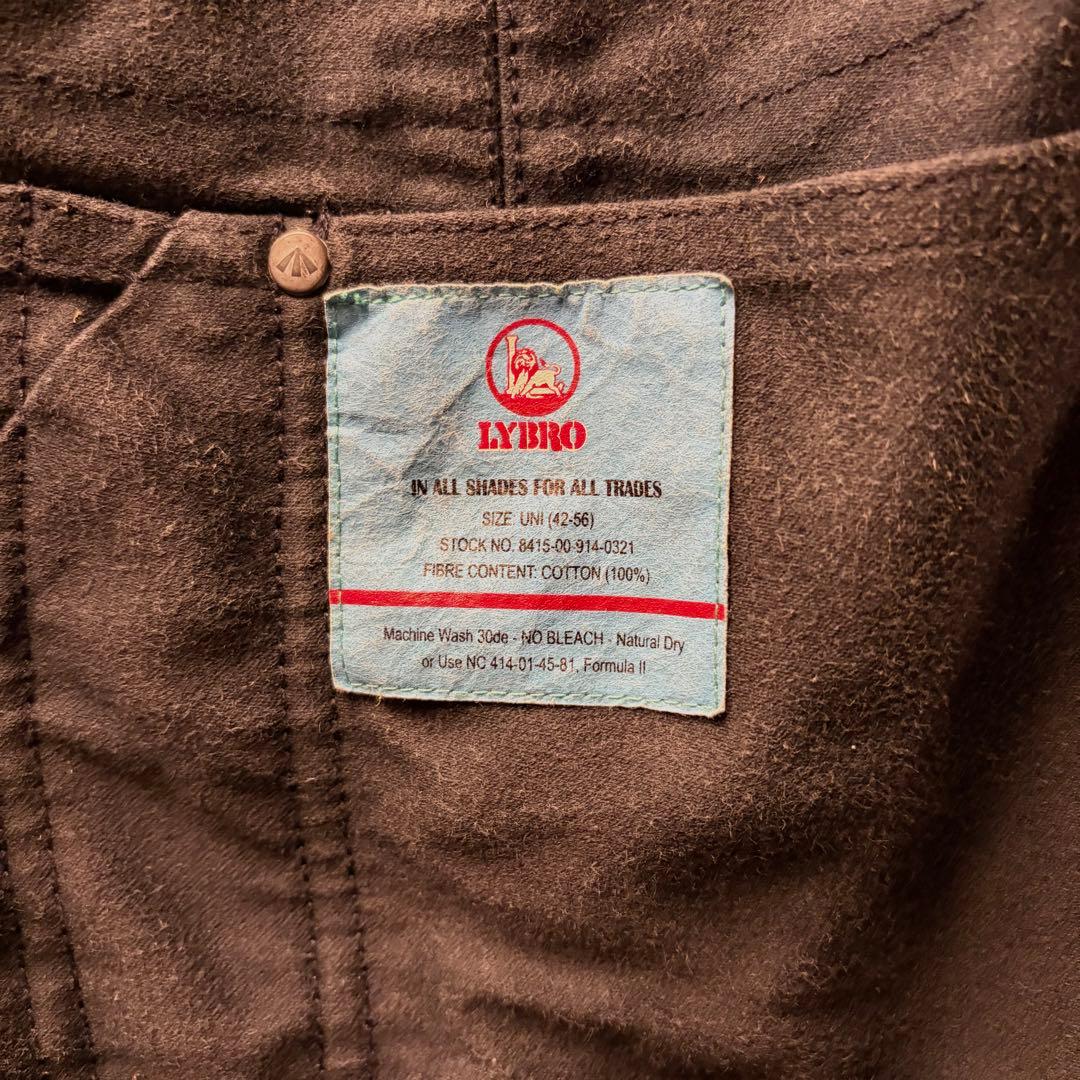 LYBRO
IN ALL SHADES FOR ALL TRADES
SIZE: UNI (42-56)
STOCK NO. 8415-00-914-0321
FIBRE CONTENT: COTTON (100%)
Machine Wash 30de - NO BLEACH - Natural Dry
or Use NC 414-01-45-81, Formula II